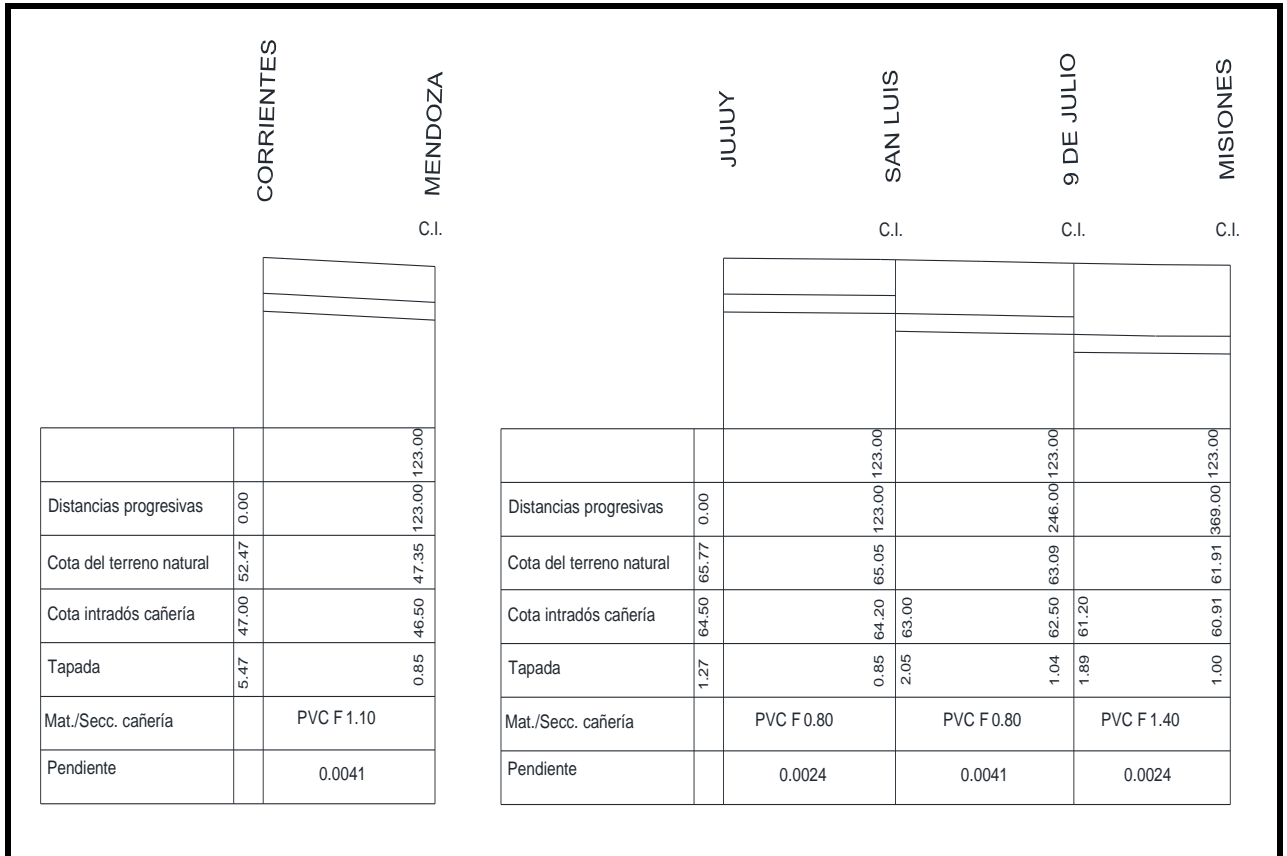 CORRIENTES
MENDOZA
JUJUY
SAN LUIS
9 DE JULIO
MISIONES
C.I.
C.I.
C.I.
C.I.
123.00
Distancias progresivas 0.00 123.00
Cota del terreno natural 52.47 47.35
Cota intradós cañería 47.00 46.50
Tapada 5.47 0.85
Mat./Secc. cañería PVC F 1.10
Pendiente 0.0041
123.00 123.00 123.00
Distancias progresivas 0.00 123.00 246.00 369.00
Cota del terreno natural 65.77 65.05 63.09 61.91
Cota intradós cañería 64.50 64.20 63.00 62.50 61.20 60.91
Tapada 1.27 0.85 2.05 1.04 1.89 1.00
Mat./Secc. cañería PVC F 0.80 PVC F 0.80 PVC F 1.40
Pendiente 0.0024 0.0041 0.0024